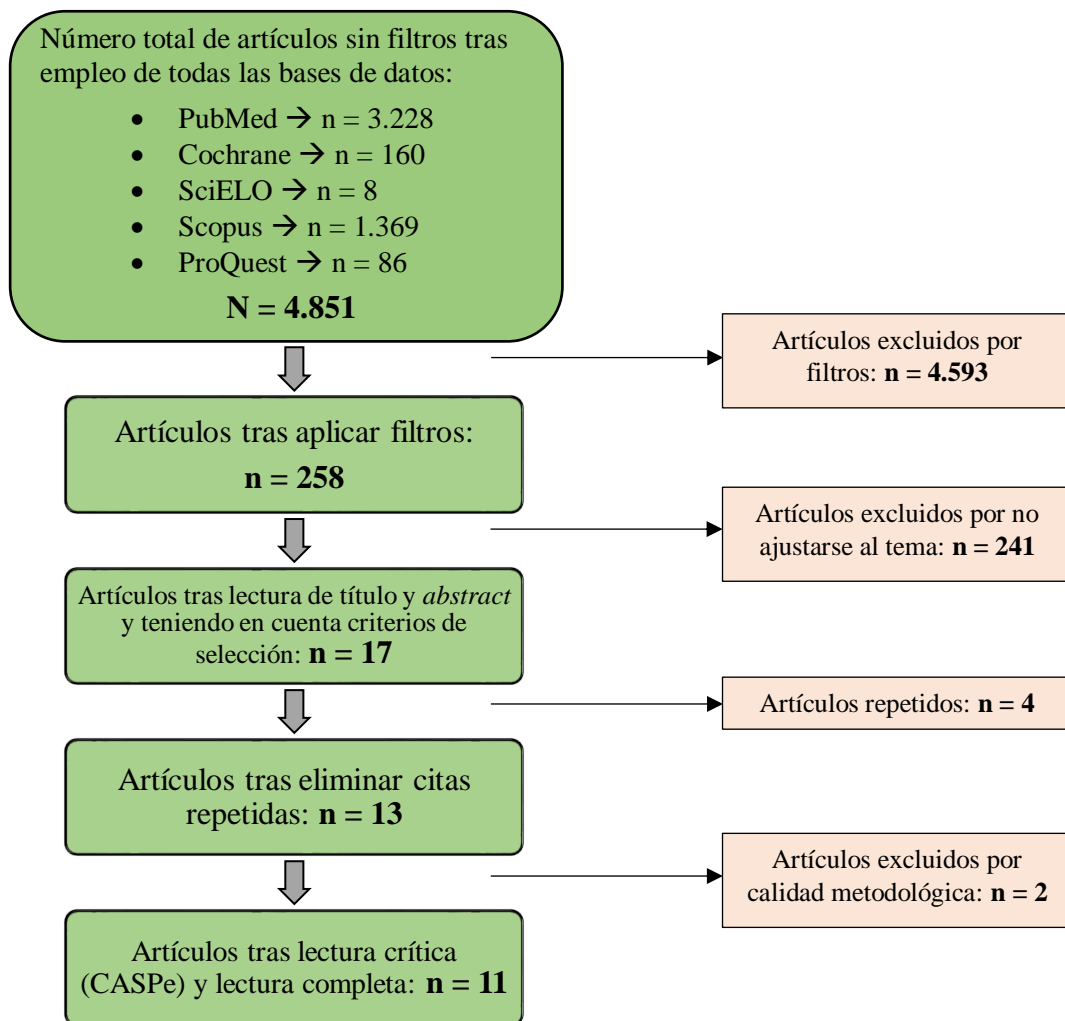 Número total de artículos sin filtros tras
empleo de todas las bases de datos:
• PubMed → n = 3.228
• Cochrane → n = 160
• SciELO → n = 8
• Scopus → n = 1.369
• ProQuest → n = 86
N = 4.851
Artículos excluidos por
filtros: n = 4.593
Artículos tras aplicar filtros:
n = 258
Artículos excluidos por no
ajustarse al tema: n = 241
Artículos tras lectura de título y abstract
y teniendo en cuenta criterios de
selección: n = 17
Artículos repetidos: n = 4
Artículos tras eliminar citas
repetidas: n = 13
Artículos excluidos por
calidad metodológica: n = 2
Artículos tras lectura crítica
(CASPe) y lectura completa: n = 11